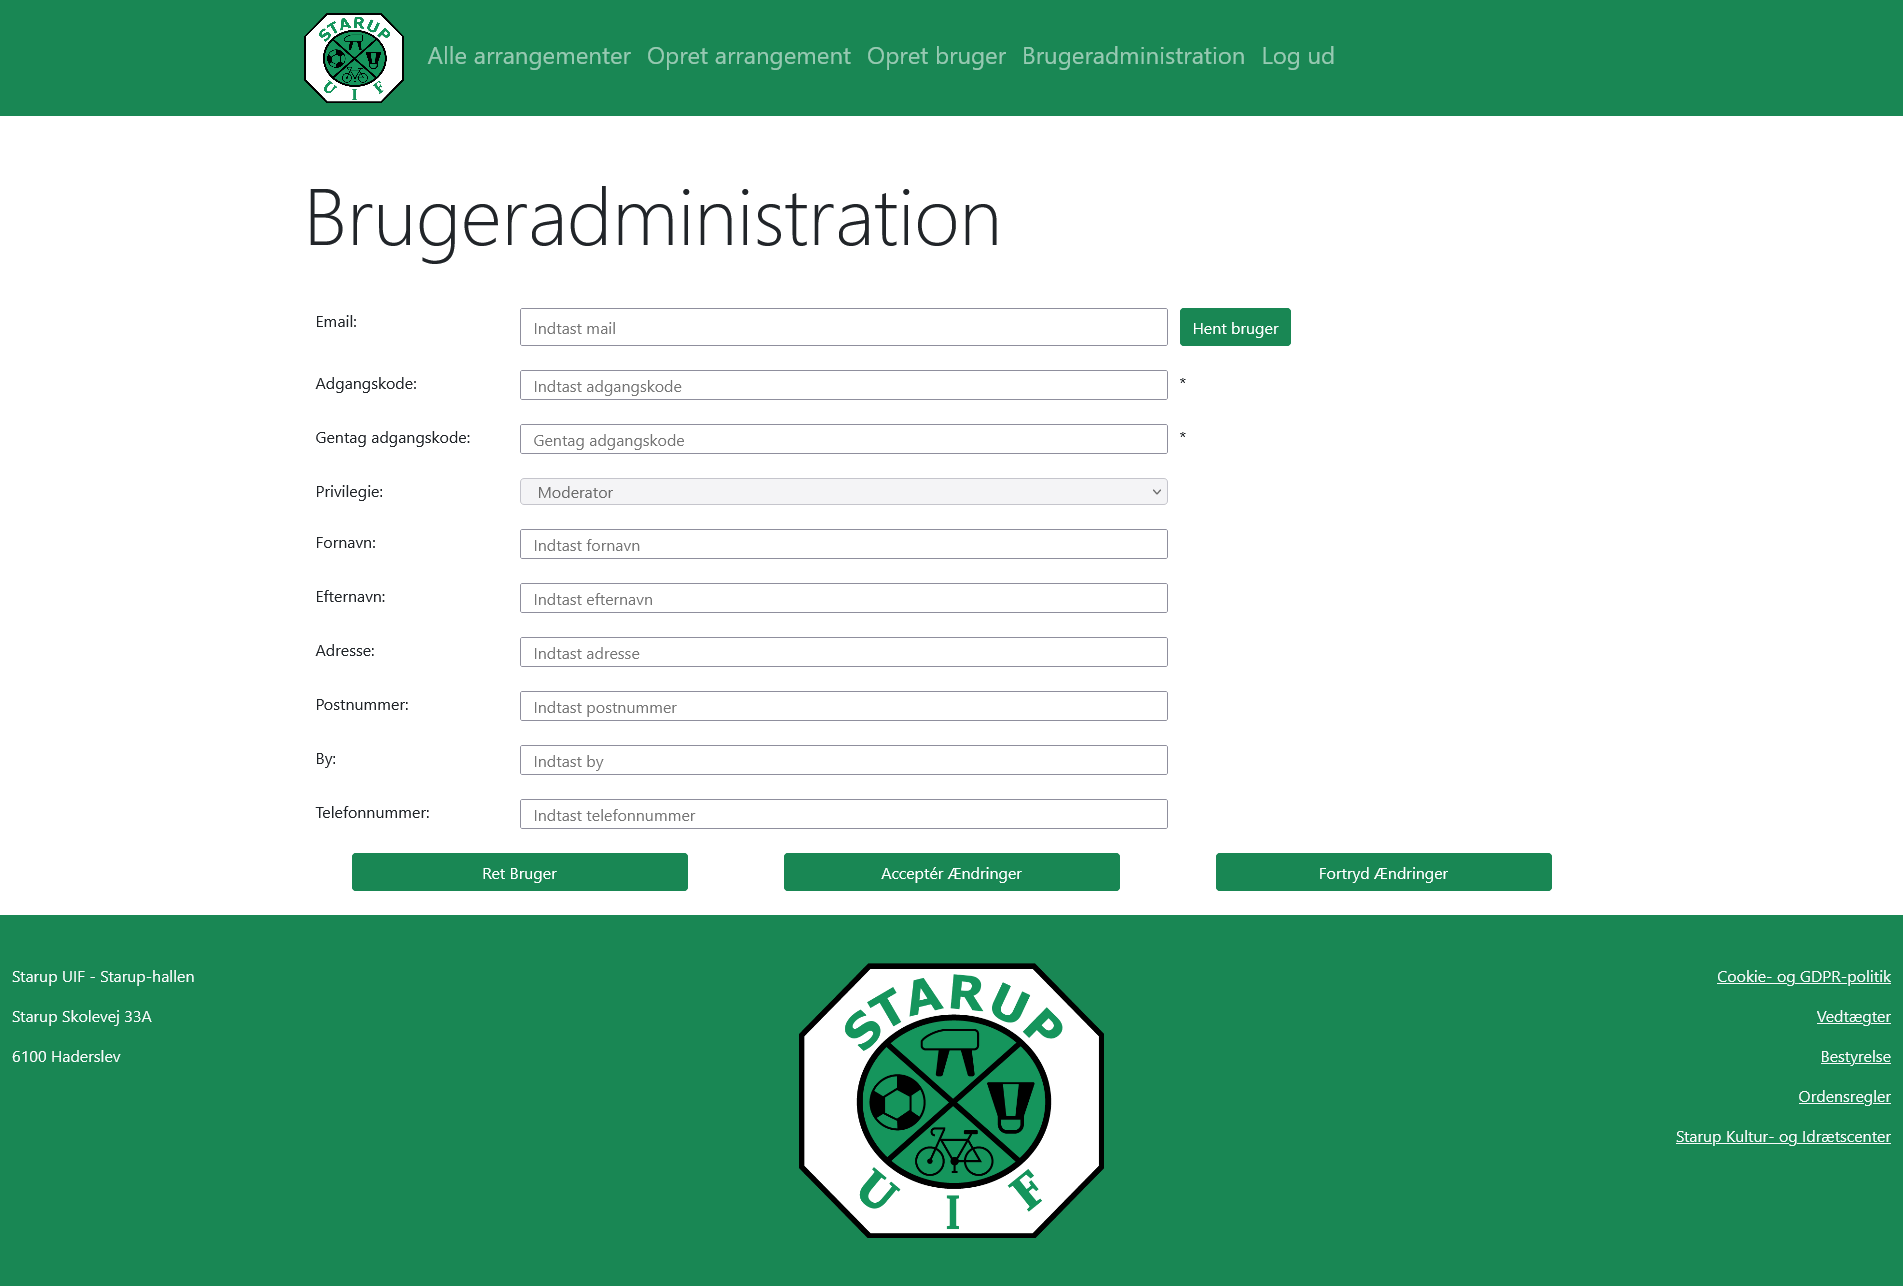 STARUP
UIF
Alle arrangementer Opret arrangement Opret bruger Brugeradministration Log ud
Brugeradministration
Email: Indtast mail Hent bruger
Adgangskode: Indtast adgangskode *
Gentag adgangskode: Gentag adgangskode *
Privilegie: Moderator
Fornavn: Indtast fornavn
Efternavn: Indtast efternavn
Adresse: Indtast adresse
Postnummer: Indtast postnummer
By: Indtast by
Telefonnummer: Indtast telefonnummer
Ret Bruger Acceptér Ændringer Fortryd Ændringer
Starup UIF - Starup-hallen
Starup Skolevej 33A
6100 Haderslev
STARUP
UIF
Cookie- og GDPR-politik
Vedtægter
Bestyrelse
Ordensregler
Starup Kultur- og Idrætscenter